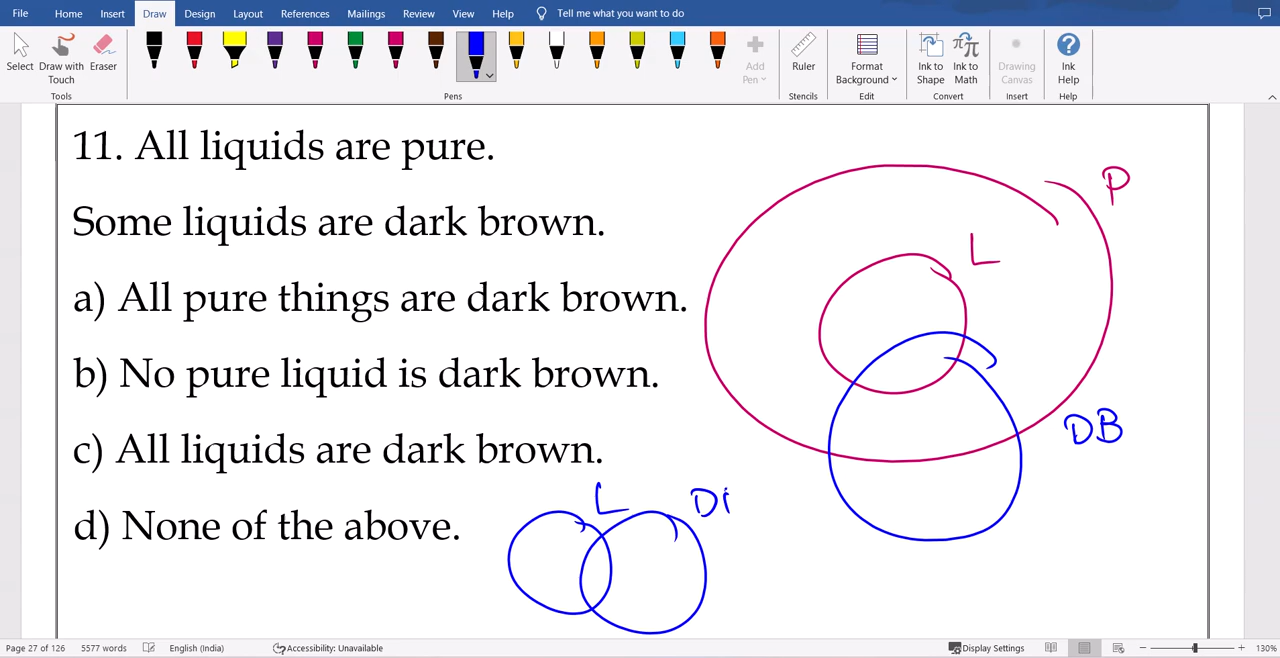 File Home Insert Draw Design Layout References Mailings Review View Help Tell me what you want to do
Select Draw with Touch Eraser Add Pen Ruler Format Background Ink to Shape Ink to Math Drawing Canvas Ink Help
Tools Pens Stencils Edit Convert Insert Help
11. All liquids are pure.
P
Some liquids are dark brown.
L
a) All pure things are dark brown.
b) No pure liquid is dark brown.
DB
c) All liquids are dark brown.
L
d) None of the above.
Page 27 of 126 5577 words English (India) Accessibility: Unavailable Display Settings 130%